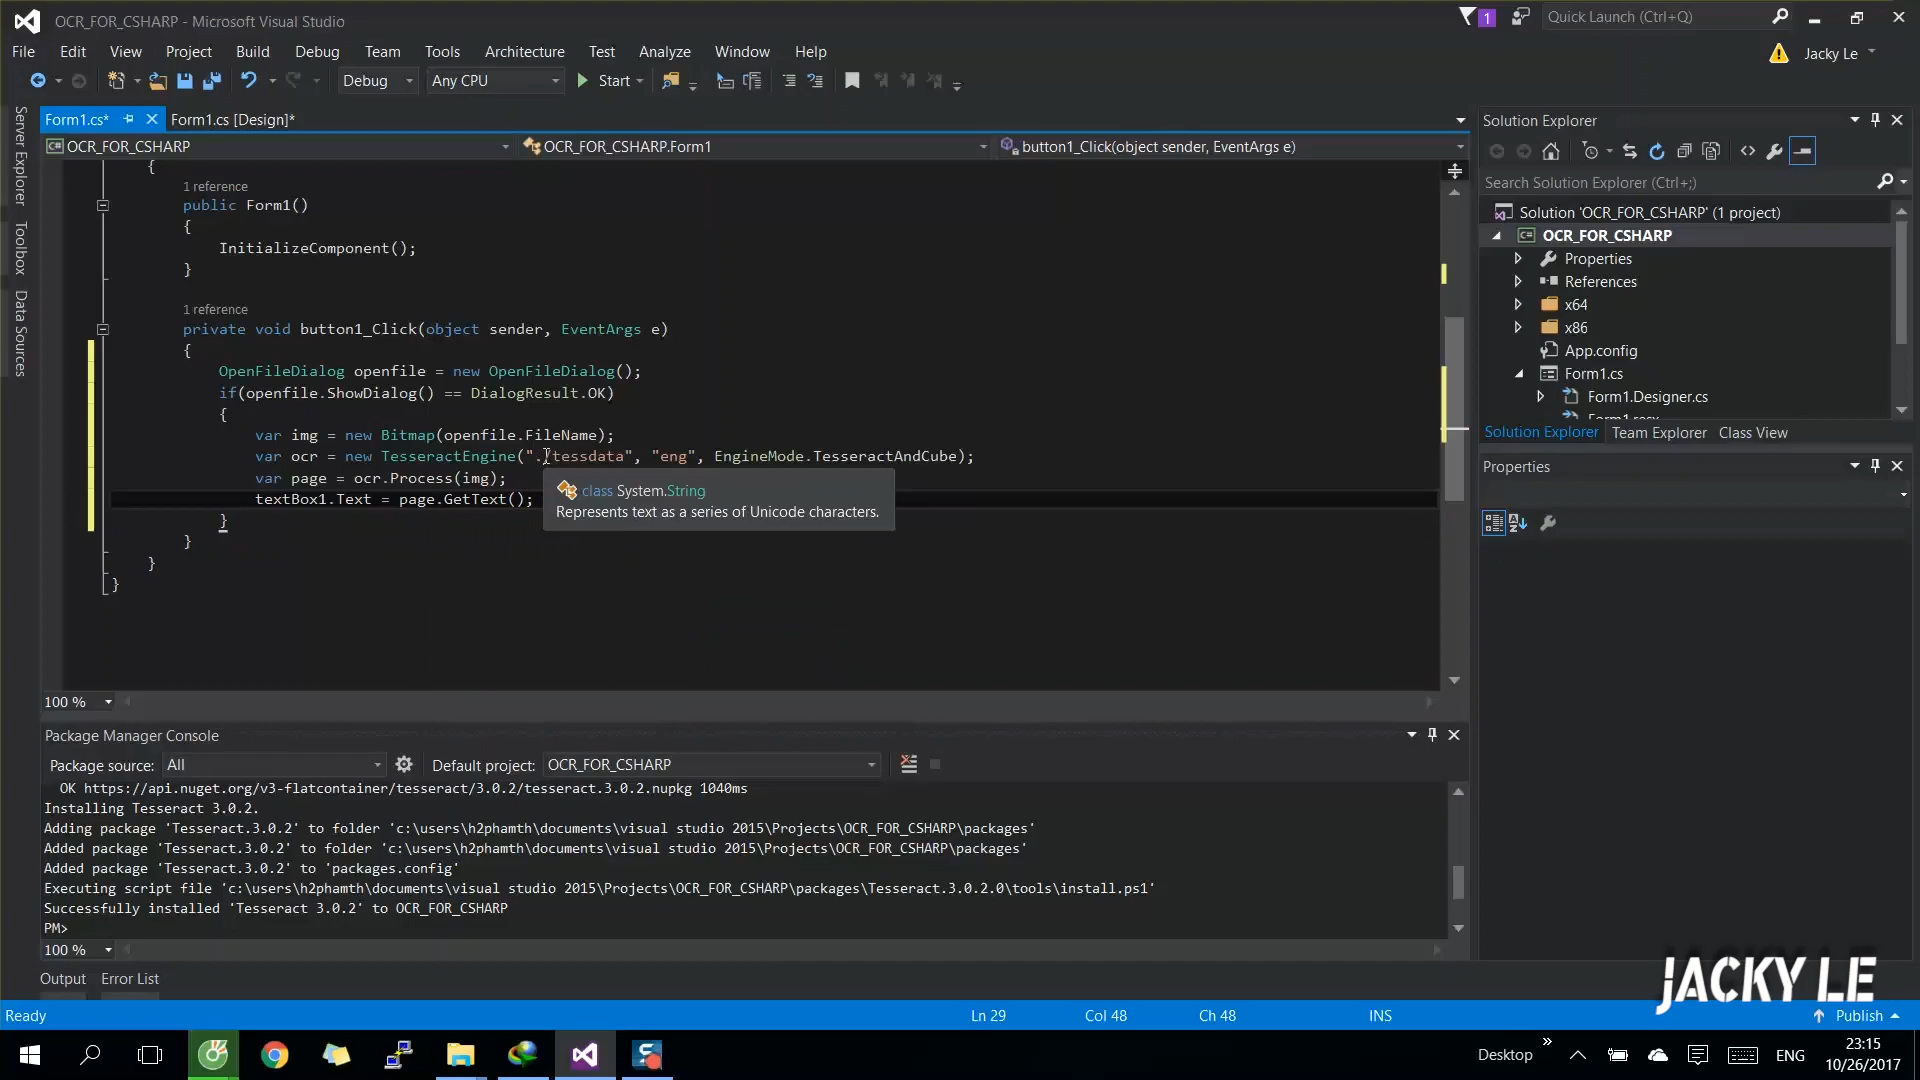 OCR_FOR_CSHARP - Microsoft Visual Studio
1
Quick Launch (Ctrl+Q)
File Edit View Project Build Debug Team Tools Architecture Test Analyze Window Help
Jacky Le
Debug Any CPU Start
Server Explorer
Toolbox
Data Sources
Form1.cs* Form1.cs [Design]*
OCR_FOR_CSHARP OCR_FOR_CSHARP.Form1 button1_Click(object sender, EventArgs e)
{
1 reference
public Form1()
{
InitializeComponent();
}
1 reference
private void button1_Click(object sender, EventArgs e)
{
OpenFileDialog openfile = new OpenFileDialog();
if(openfile.ShowDialog() == DialogResult.OK)
{
var img = new Bitmap(openfile.FileName);
var ocr = new TesseractEngine("./tessdata", "eng", EngineMode.TesseractAndCube);
var page = ocr.Process(img);
textBox1.Text = page.GetText();
class System.String
Represents text as a series of Unicode characters.
}
}
}
}
100 %
Solution Explorer
Search Solution Explorer (Ctrl+;)
Solution 'OCR_FOR_CSHARP' (1 project)
OCR_FOR_CSHARP
Properties
References
x64
x86
App.config
Form1.cs
Form1.Designer.cs
Form1.resx
Solution Explorer Team Explorer Class View
Properties
Package Manager Console
Package source: All Default project: OCR_FOR_CSHARP
OK https://api.nuget.org/v3-flatcontainer/tesseract/3.0.2/tesseract.3.0.2.nupkg 1040ms
Installing Tesseract 3.0.2.
Adding package 'Tesseract.3.0.2' to folder 'c:\users\h2phamth\documents\visual studio 2015\Projects\OCR_FOR_CSHARP\packages'
Added package 'Tesseract.3.0.2' to folder 'c:\users\h2phamth\documents\visual studio 2015\Projects\OCR_FOR_CSHARP\packages'
Added package 'Tesseract.3.0.2' to 'packages.config'
Executing script file 'c:\users\h2phamth\documents\visual studio 2015\Projects\OCR_FOR_CSHARP\packages\Tesseract.3.0.2.0\tools\install.ps1'
Successfully installed 'Tesseract 3.0.2' to OCR_FOR_CSHARP
PM>
100 %
Output Error List
JACKY LE
Ready Ln 29 Col 48 Ch 48 INS Publish
Desktop ENG 23:15
10/26/2017